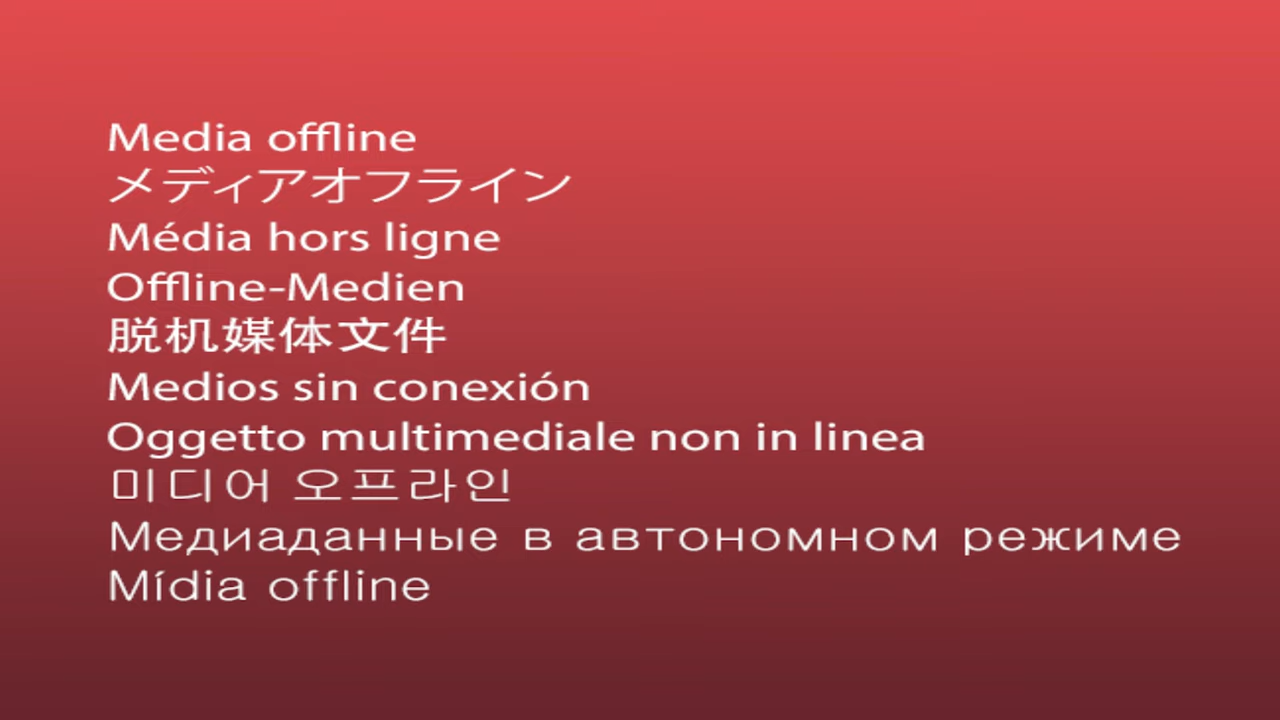 Media offline
メディアオフライン
Média hors ligne
Offline-Medien
脱机媒体文件
Medios sin conexión
Oggetto multimediale non in linea
미디어 오프라인
Медиаданные в автономном режиме
Mídia offline